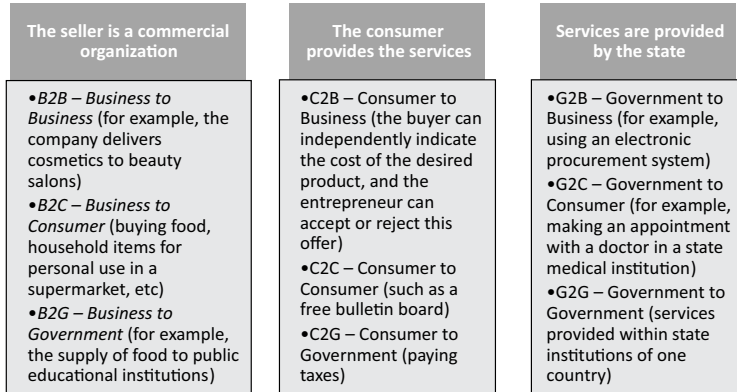 The seller is a commercial
organization
•B2B – Business to
Business (for example, the
company delivers
cosmetics to beauty
salons)
•B2C – Business to
Consumer (buying food,
household items for
personal use in a
supermarket, etc)
•B2G – Business to
Government (for example,
the supply of food to public
educational institutions)
The consumer
provides the services
•C2B – Consumer to
Business (the buyer can
independently indicate
the cost of the desired
product, and the
entrepreneur can
accept or reject this
offer)
•C2C – Consumer to
Consumer (such as a
free bulletin board)
•C2G – Consumer to
Government (paying
taxes)
Services are provided
by the state
•G2B – Government to
Business (for example,
using an electronic
procurement system)
•G2C – Government to
Consumer (for example,
making an appointment
with a doctor in a state
medical institution)
•G2G – Government to
Government (services
provided within state
institutions of one
country)